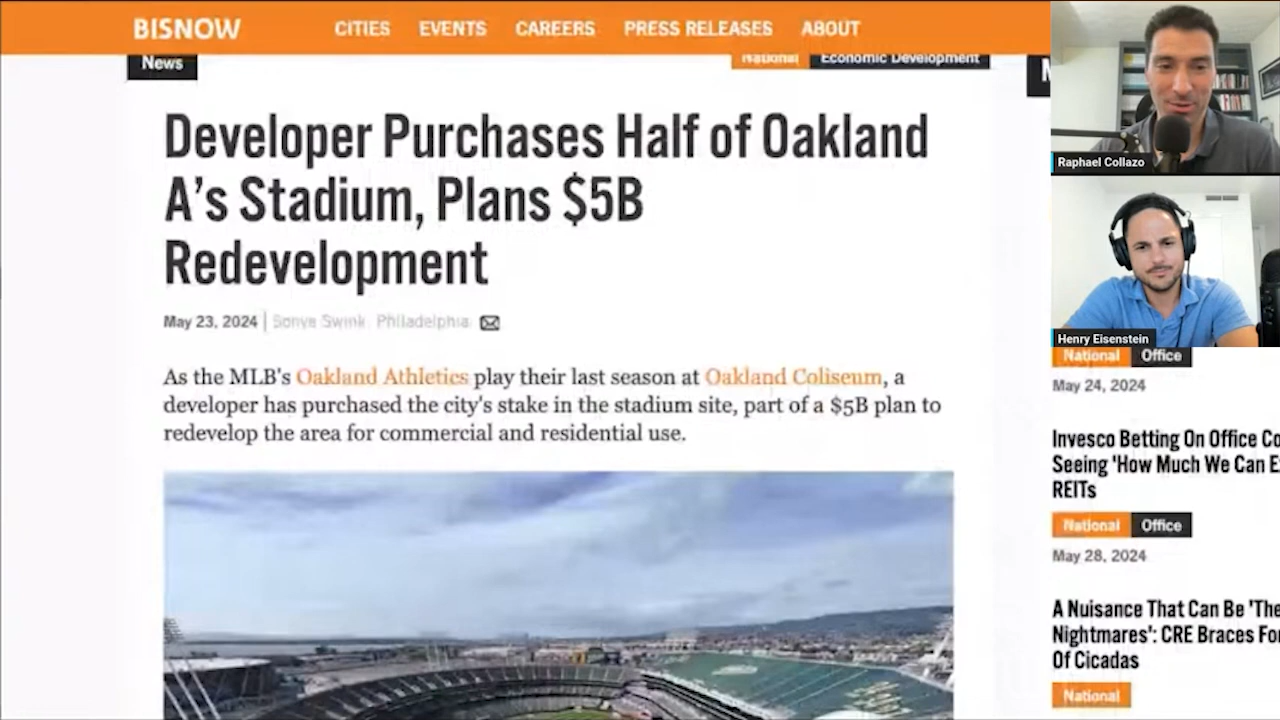 BISNOW
CITIES EVENTS CAREERS PRESS RELEASES ABOUT
News
National Economic Development
Developer Purchases Half of Oakland
A's Stadium, Plans $5B
Redevelopment
May 23, 2024 | Sonya Swink, Philadelphia
As the MLB's Oakland Athletics play their last season at Oakland Coliseum, a
developer has purchased the city's stake in the stadium site, part of a $5B plan to
redevelop the area for commercial and residential use.
Raphael Collazo
Henry Eisenstein
National Office
May 24, 2024
Invesco Betting On Office Co
Seeing 'How Much We Can E
REITs
National Office
May 28, 2024
A Nuisance That Can Be 'The
Nightmares': CRE Braces For
Of Cicadas
National